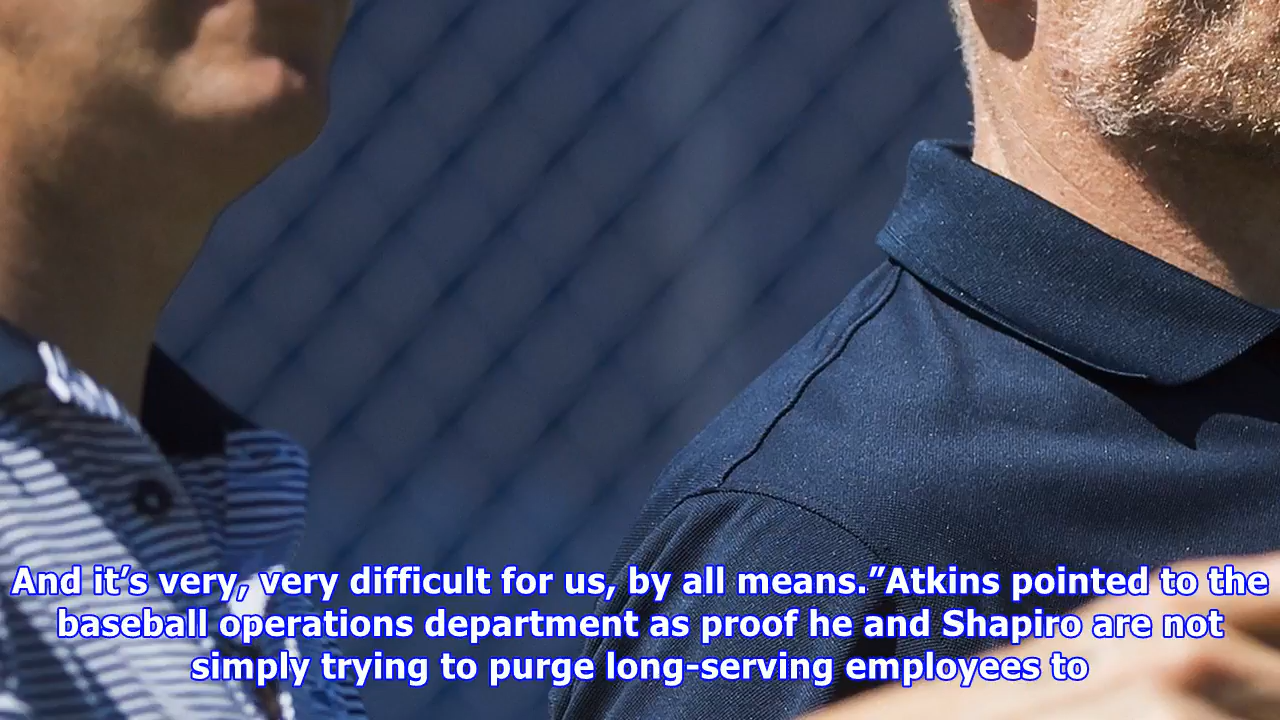 And it’s very, very difficult for us, by all means.”Atkins pointed to the
baseball operations department as proof he and Shapiro are not
simply trying to purge long-serving employees to